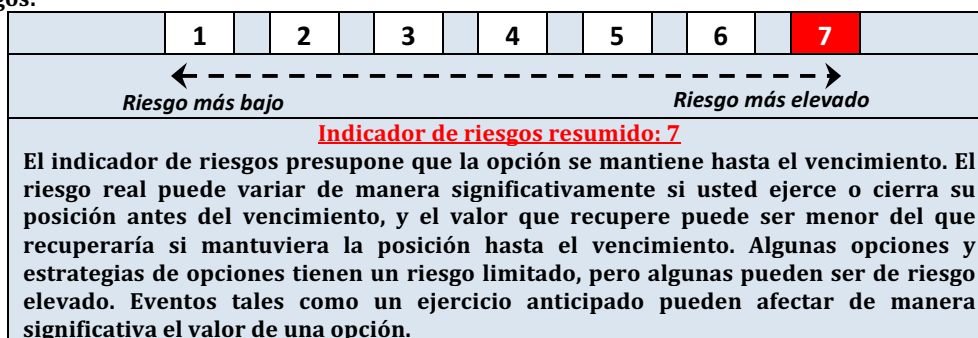 gos:
1 2 3 4 5 6 7
Riesgo más bajo Riesgo más elevado
Indicador de riesgos resumido: 7
El indicador de riesgos presupone que la opción se mantiene hasta el vencimiento. El
riesgo real puede variar de manera significativamente si usted ejerce o cierra su
posición antes del vencimiento, y el valor que recupere puede ser menor del que
recuperaría si mantuviera la posición hasta el vencimiento. Algunas opciones y
estrategias de opciones tienen un riesgo limitado, pero algunas pueden ser de riesgo
elevado. Eventos tales como un ejercicio anticipado pueden afectar de manera
significativa el valor de una opción.